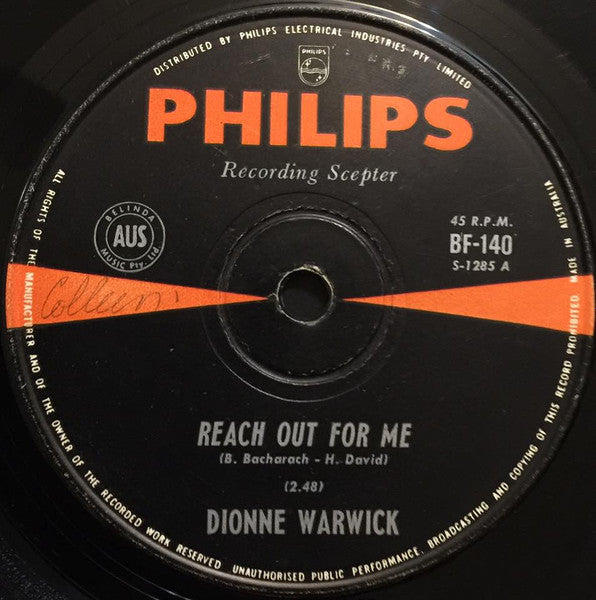 DISTRIBUTED BY PHILIPS ELECTRICAL INDUSTRIES PTY LIMITED
PHILIPS
PHILIPS
Recording Scepter
BELINDA
AUS
MUSIC Pty. Ltd
45 R.P.M.
BF-140
S-1285 A
REACH OUT FOR ME
(B. Bacharach - H. David)
(2.48)
DIONNE WARWICK
ALL RIGHTS OF THE MANUFACTURER AND OF THE OWNER OF THE RECORDED WORK RESERVED UNAUTHORISED PUBLIC PERFORMANCE, BROADCASTING AND COPYING OF THIS RECORD PROHIBITED MADE IN AUSTRALIA